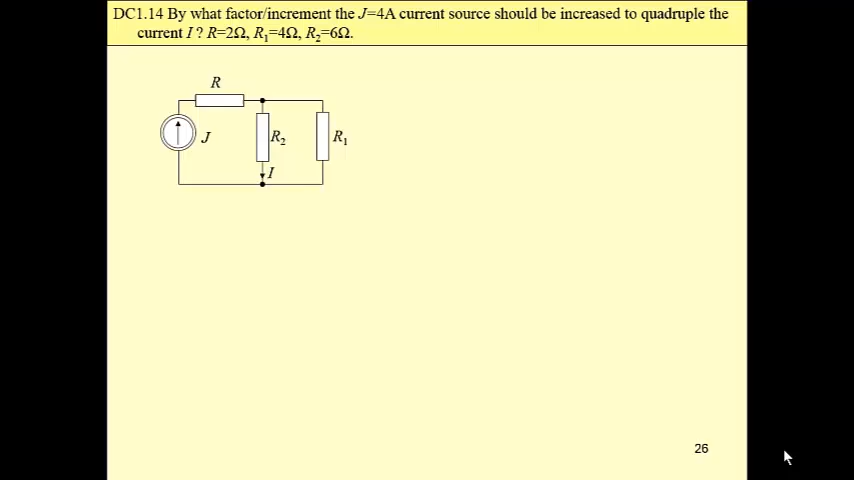 DC1.14 By what factor/increment the J=4A current source should be increased to quadruple the
current I ? R=2Ω, R₁=4Ω, R₂=6Ω.
R
J
R₂
R₁
I
26